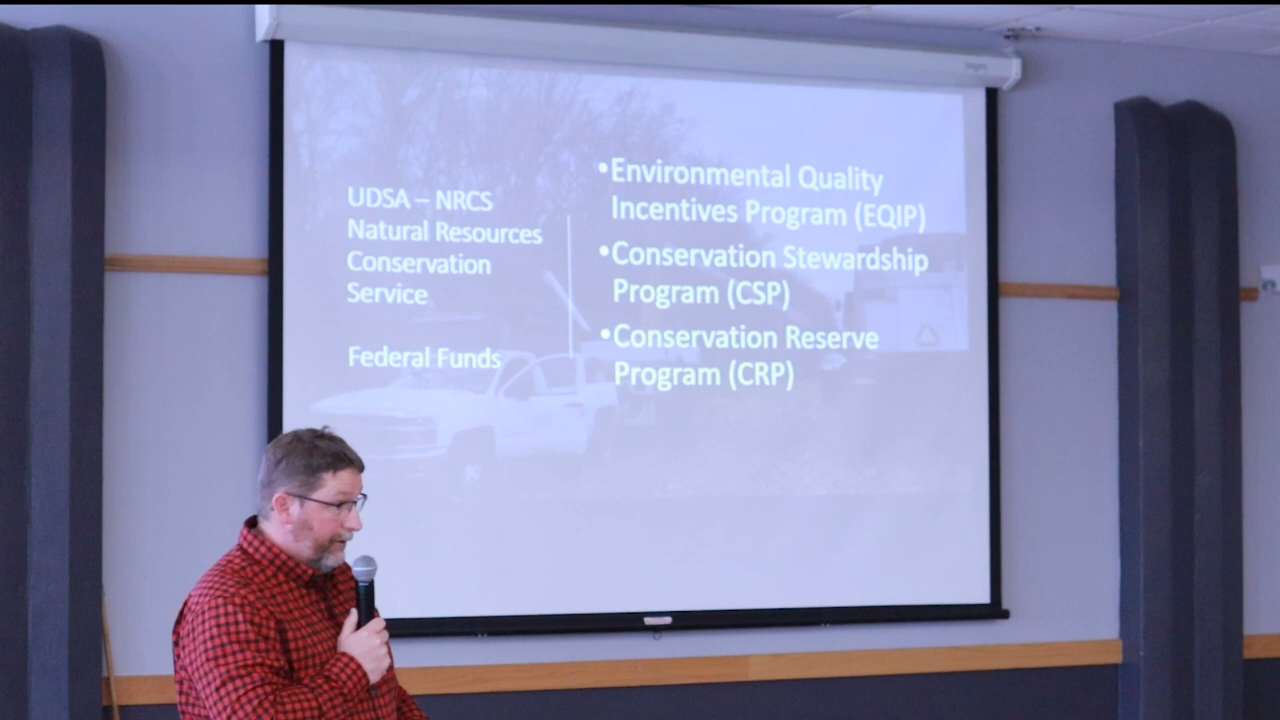 UDSA – NRCS
Natural Resources
Conservation
Service
Federal Funds
•Environmental Quality
Incentives Program (EQIP)
•Conservation Stewardship
Program (CSP)
•Conservation Reserve
Program (CRP)